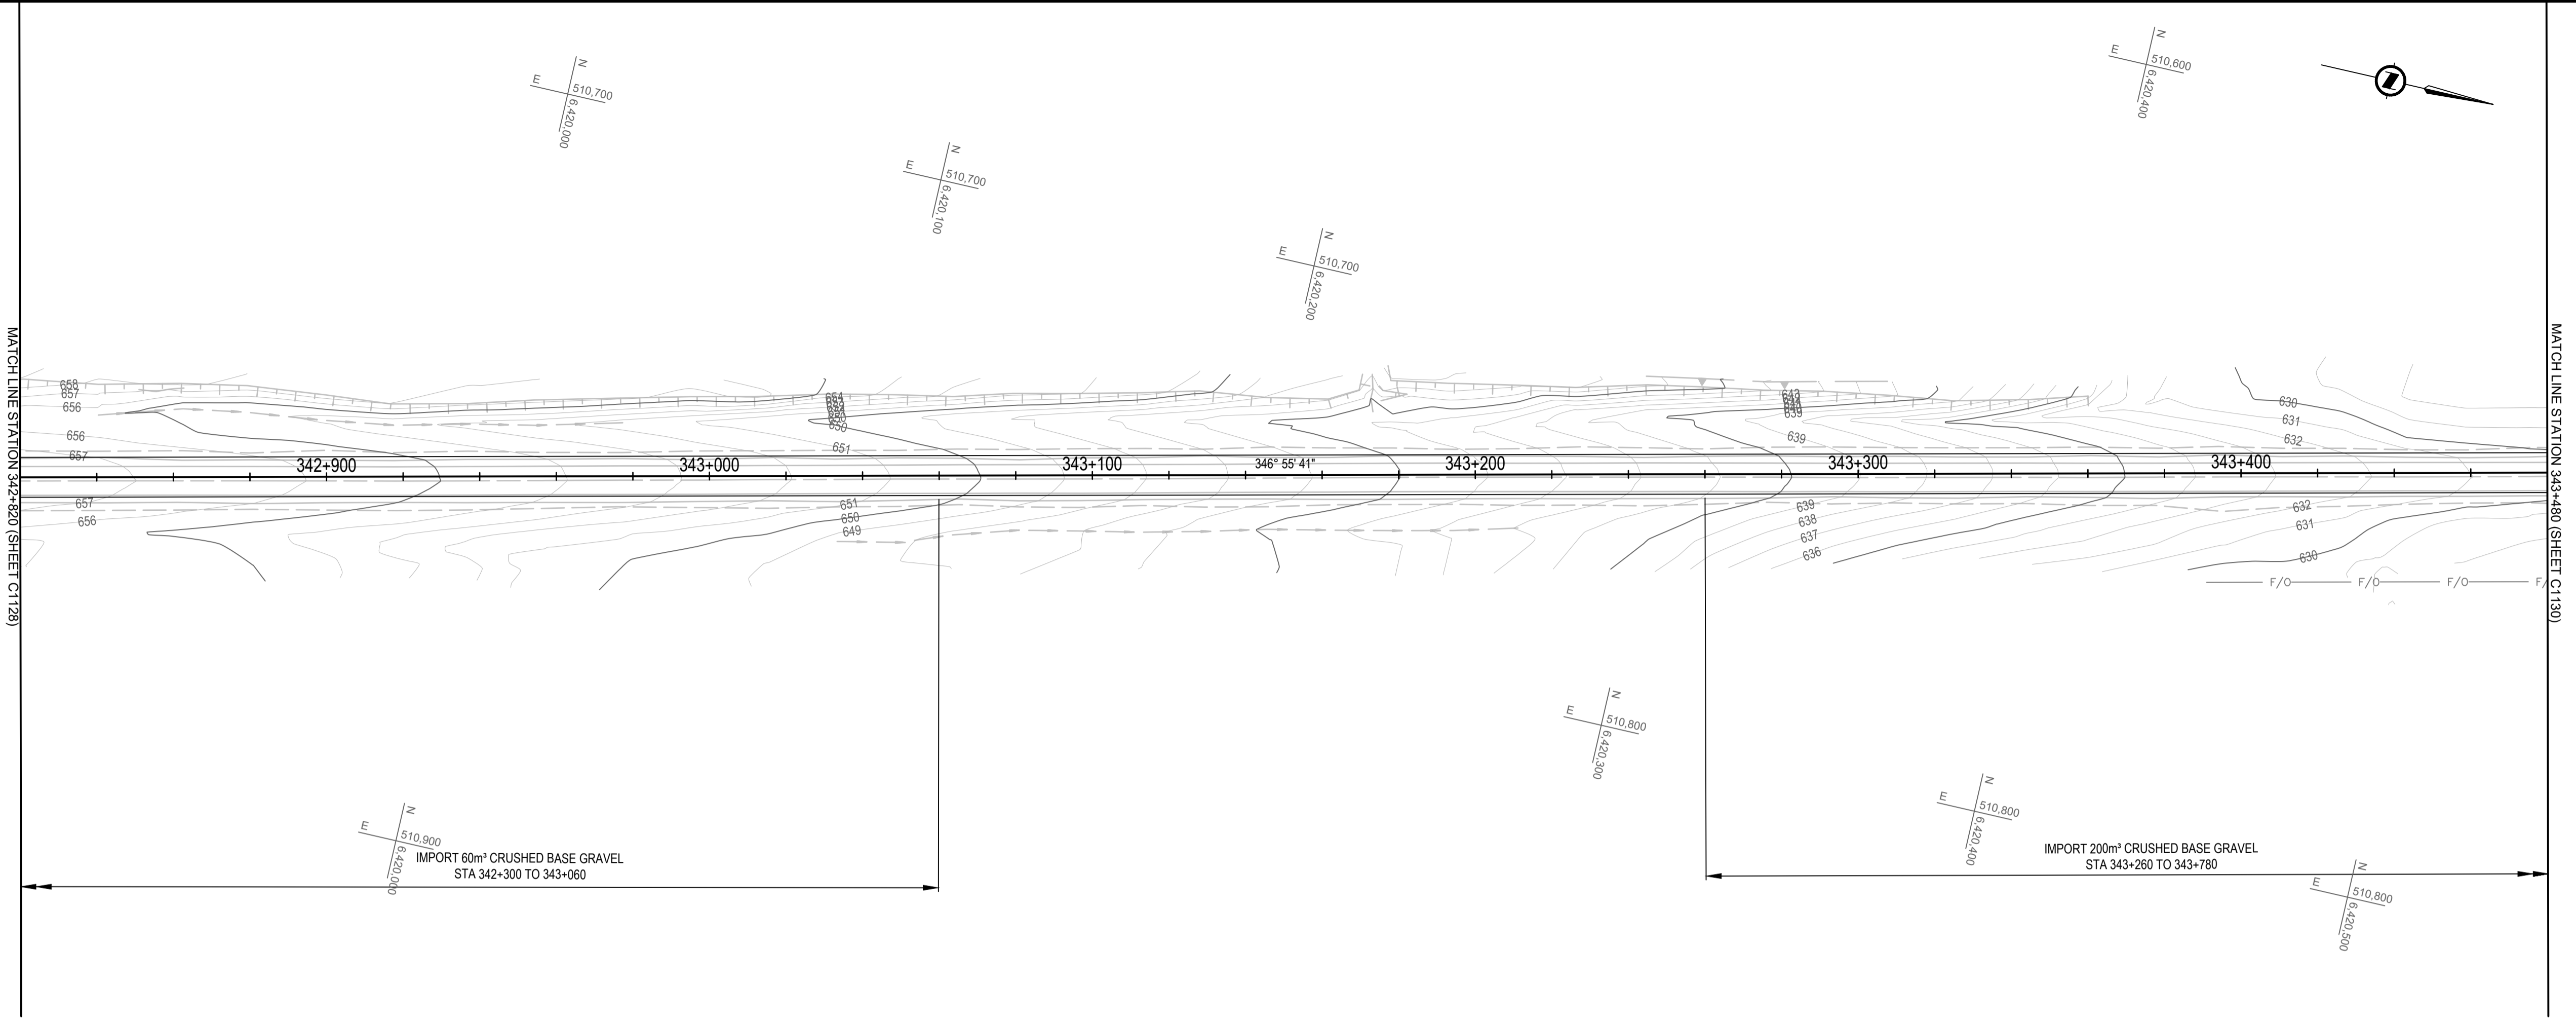 N
E
510,600
6,420,400
N
E
510,700
6,420,000
N
E
510,700
6,420,100
N
E
510,700
6,420,200
MATCH LINE STATION 342+820 (SHEET C1128)
MATCH LINE STATION 343+480 (SHEET C1130)
658
657
656
656
657
654
650
651
639
639
630
631
632
342+900
343+000
343+100
346° 55' 41"
343+200
343+300
343+400
657
656
651
650
649
639
638
637
636
632
631
630
F/O
F/O
F/O
F/
N
E
510,800
6,420,300
N
E
510,800
6,420,400
N
E
510,900
6,420,000
IMPORT 60m³ CRUSHED BASE GRAVEL
STA 342+300 TO 343+060
IMPORT 200m³ CRUSHED BASE GRAVEL
STA 343+260 TO 343+780
N
E
510,800
6,420,500